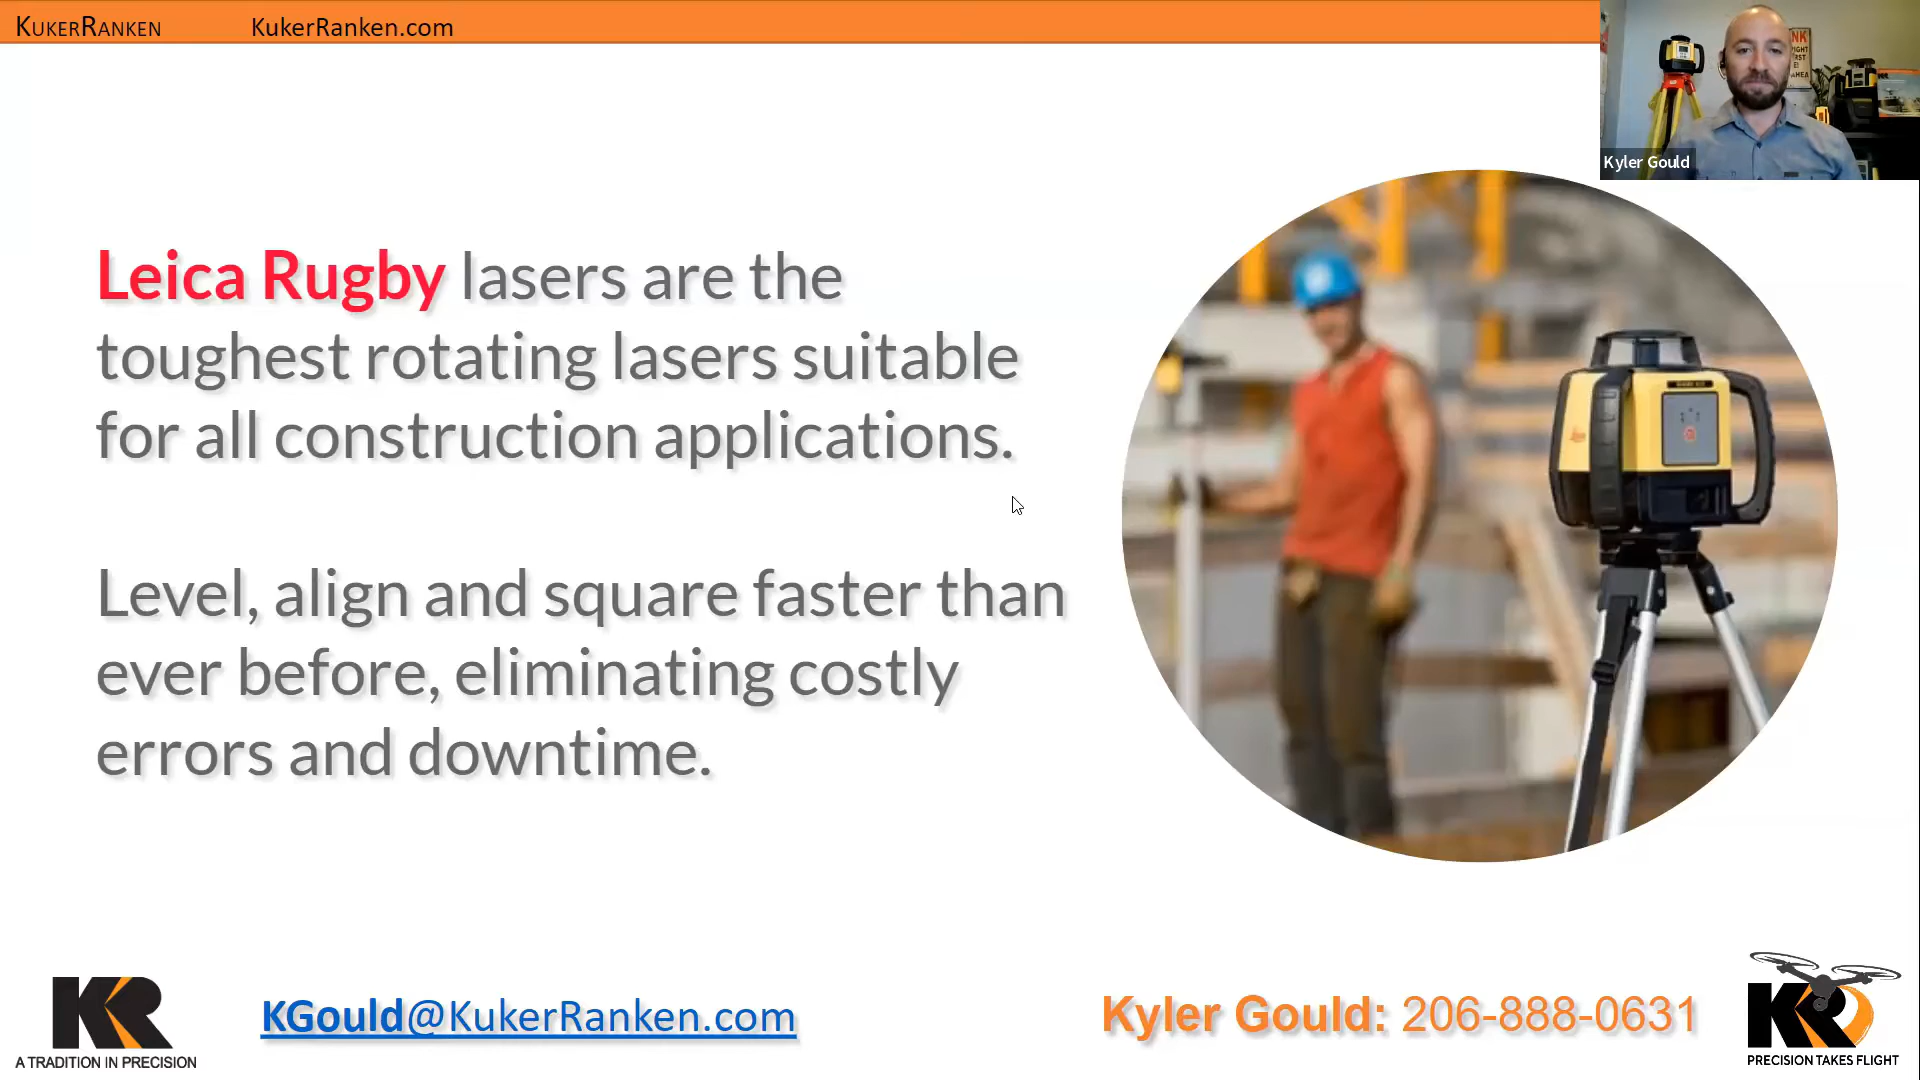 KUKERRANKEN KukerRanken.com
Kyler Gould
Leica Rugby lasers are the
toughest rotating lasers suitable
for all construction applications.
Level, align and square faster than
ever before, eliminating costly
errors and downtime.
KR
A TRADITION IN PRECISION
KGould@KukerRanken.com
Kyler Gould: 206-888-0631
KR
PRECISION TAKES FLIGHT